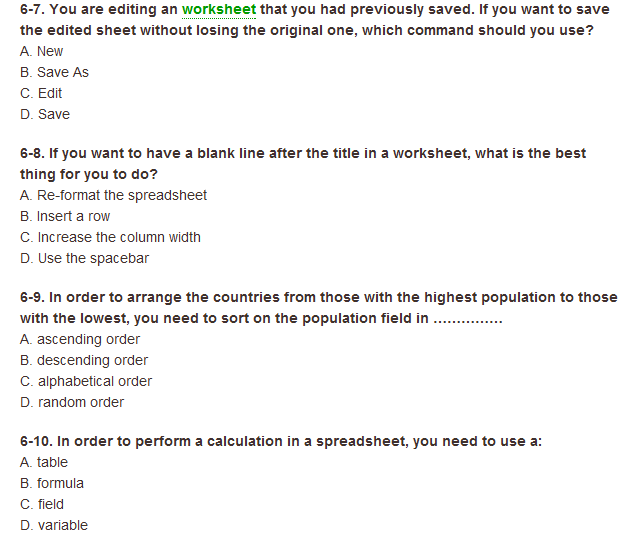 6-7. You are editing an worksheet that you had previously saved. If you want to save
the edited sheet without losing the original one, which command should you use?
A. New
B. Save As
C. Edit
D. Save
6-8. If you want to have a blank line after the title in a worksheet, what is the best
thing for you to do?
A. Re-format the spreadsheet
B. Insert a row
C. Increase the column width
D. Use the spacebar
6-9. In order to arrange the countries from those with the highest population to those
with the lowest, you need to sort on the population field in ...............
A. ascending order
B. descending order
C. alphabetical order
D. random order
6-10. In order to perform a calculation in a spreadsheet, you need to use a:
A. table
B. formula
C. field
D. variable